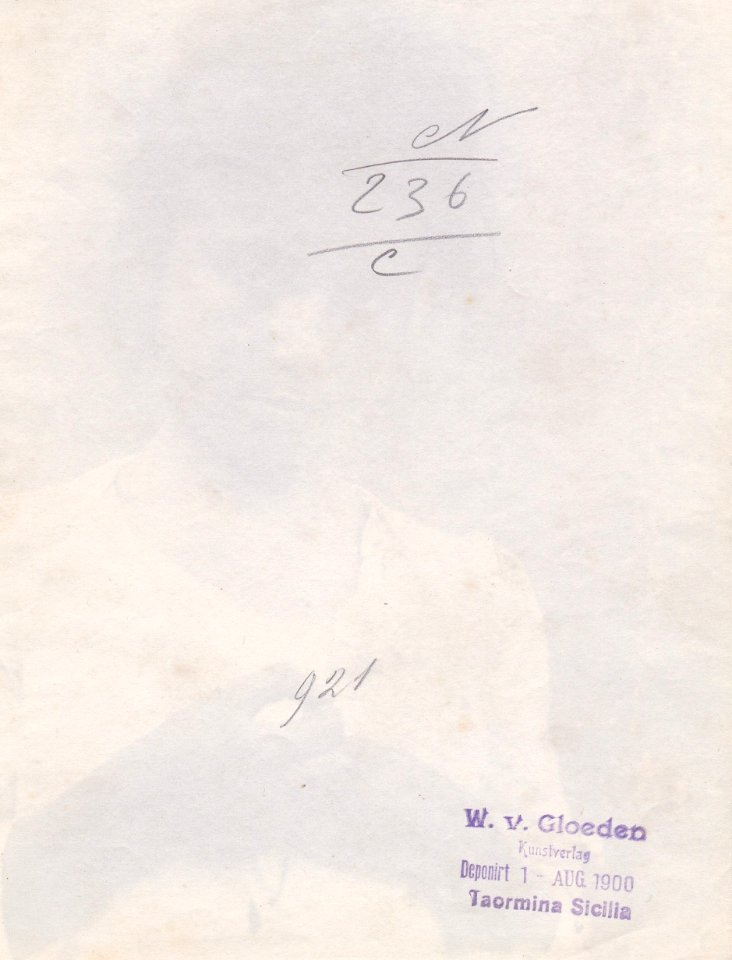 N
236
C
921
W. v. Gloeden
Kunstverlag
Deponirt 1 - AUG 1900
Taormina Sicilia